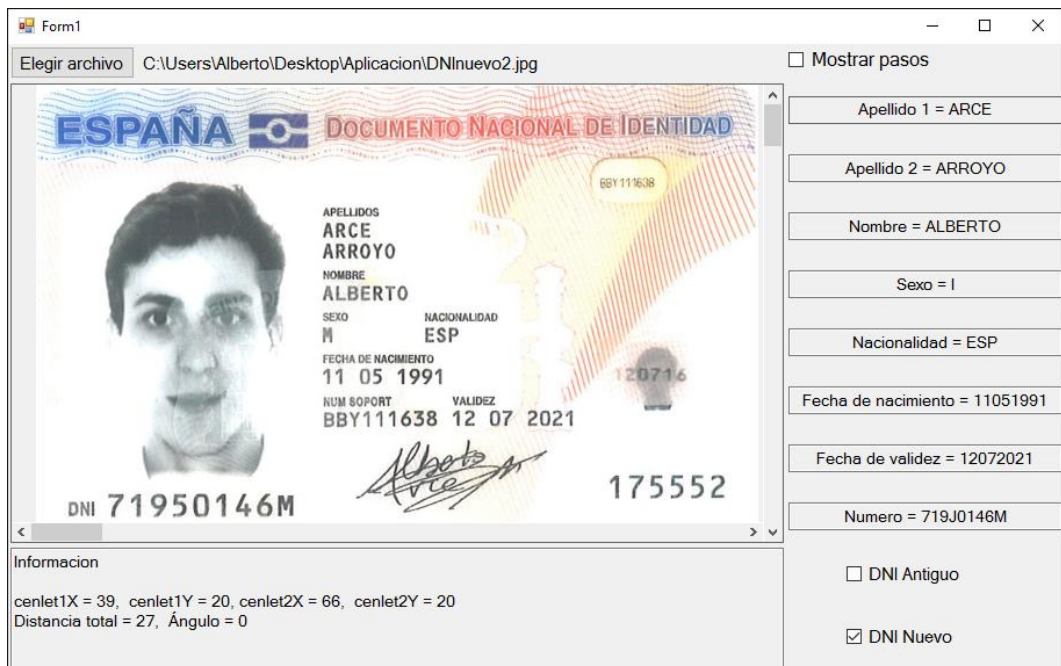 Form1
Elegir archivo C:\Users\Alberto\Desktop\Aplicacion\DNInuevo2.jpg
Mostrar pasos
ESPAÑA DOCUMENTO NACIONAL DE IDENTIDAD
BBY111638
APELLIDOS
ARCE
ARROYO
NOMBRE
ALBERTO
SEXO NACIONALIDAD
M ESP
FECHA DE NACIMIENTO
11 05 1991
120716
NUM SOPORT VALIDEZ
BBY111638 12 07 2021
175552
DNI 71950146M
Apellido 1 = ARCE
Apellido 2 = ARROYO
Nombre = ALBERTO
Sexo = I
Nacionalidad = ESP
Fecha de nacimiento = 11051991
Fecha de validez = 12072021
Numero = 719J0146M
DNI Antiguo
DNI Nuevo
Informacion
cenlet1X = 39, cenlet1Y = 20, cenlet2X = 66, cenlet2Y = 20
Distancia total = 27, Ángulo = 0